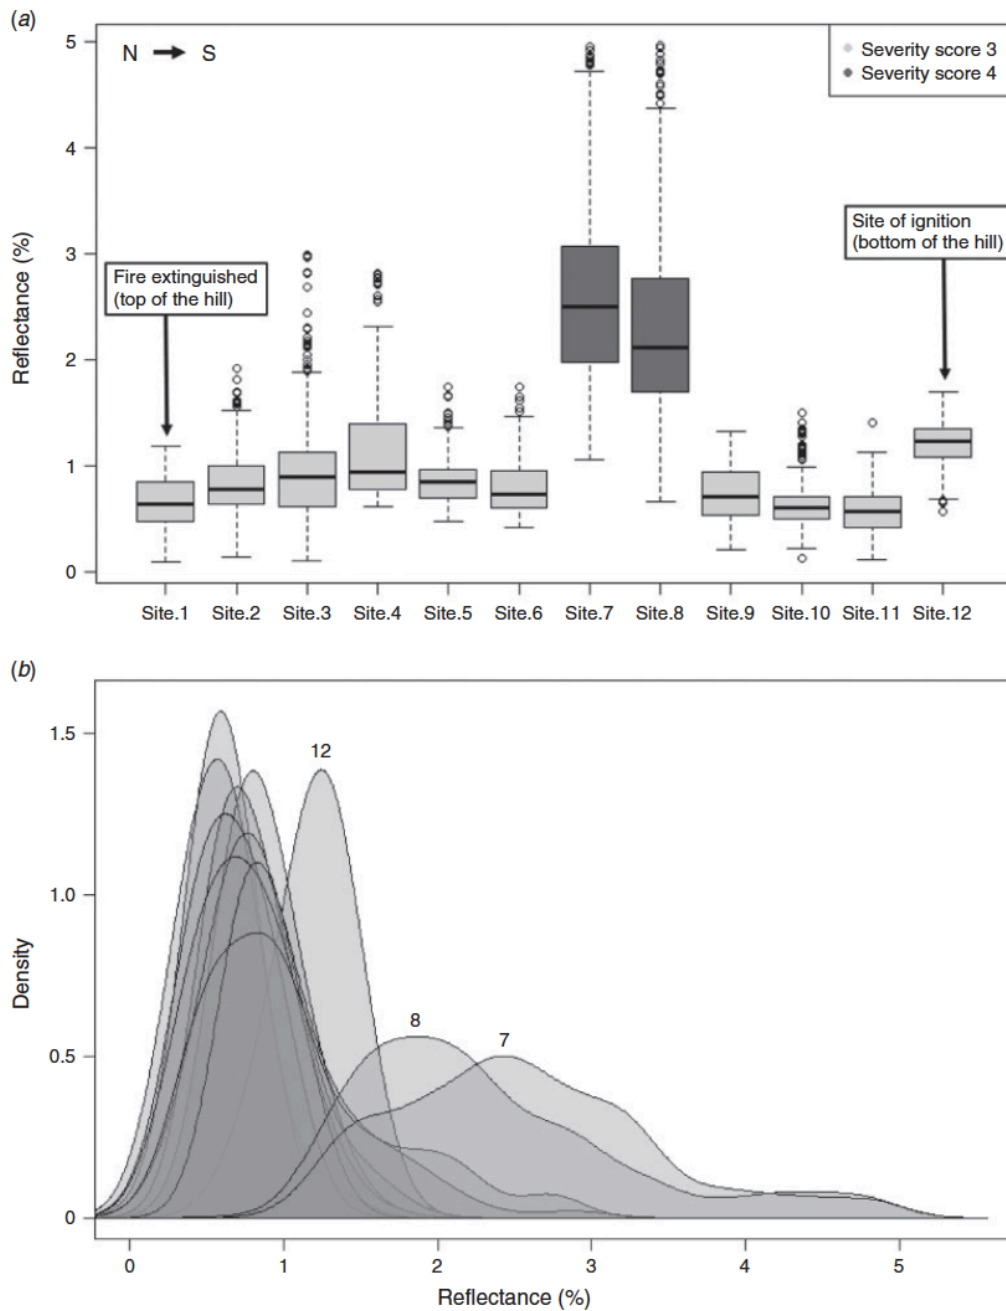 (a)
N S
Severity score 3
Severity score 4
5
4
3
2
1
0
Reflectance (%)
Fire extinguished
(top of the hill)
Site of ignition
(bottom of the hill)
Site.1 Site.2 Site.3 Site.4 Site.5 Site.6 Site.7 Site.8 Site.9 Site.10 Site.11 Site.12
(b)
1.5
1.0
0.5
0
Density
12
8
7
0 1 2 3 4 5
Reflectance (%)